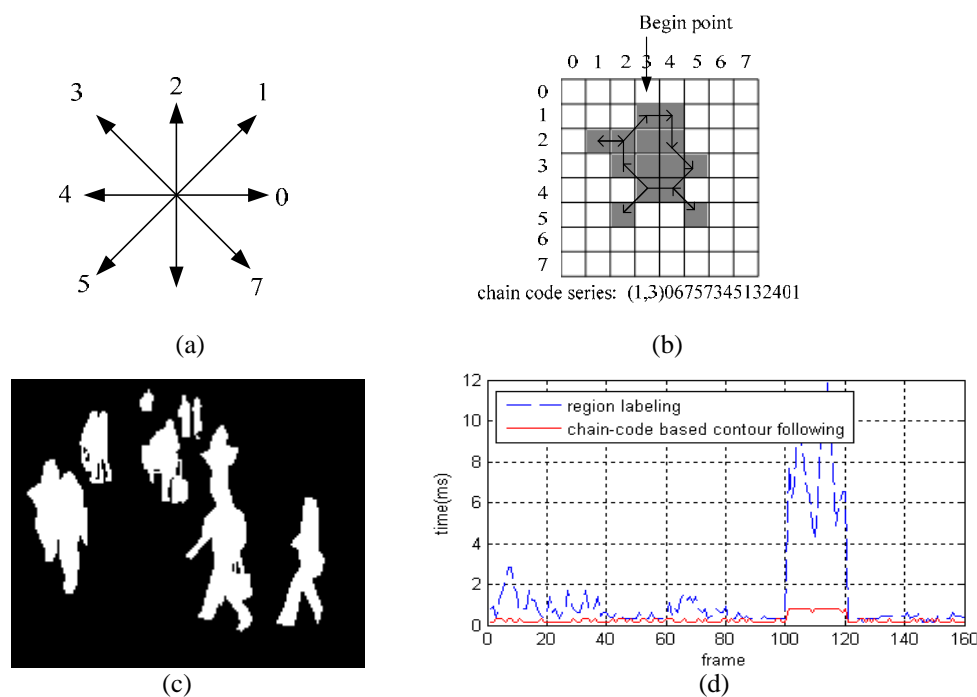 3 2 1
4 0
5 7
(a)
Begin point
0 1 2 3 4 5 6 7
0
1
2
3
4
5
6
7
chain code series: (1,3)06757345132401
(b)
(c)
12
10
8
6
4
2
0
time(ms)
region labeling
chain-code based contour following
0 20 40 60 80 100 120 140 160
frame
(d)